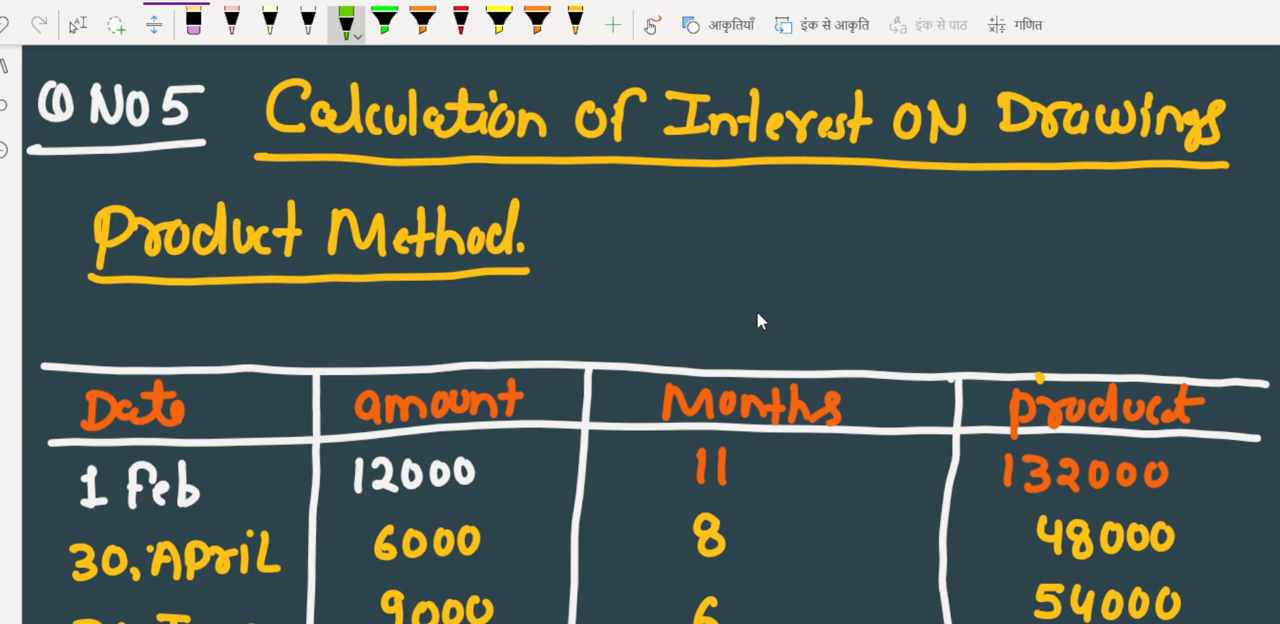 आकृतियाँ इंक से आकृति इंक से पाठ गणित
Q NO 5 Calculation of Interest ON Drawings
Product Method.
Date amount Months product
1 feb 12000 11 132000
30, April 6000 8 48000
9000 6 54000